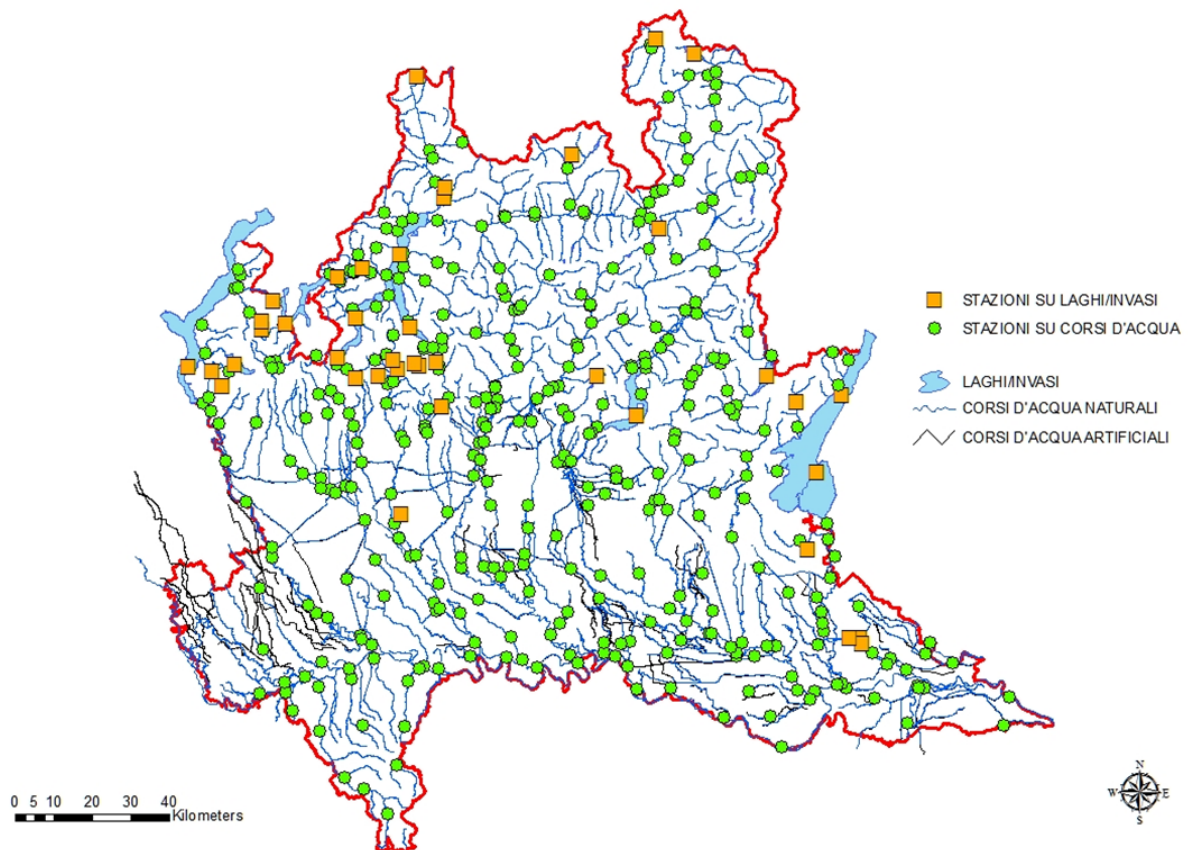 STAZIONI SU LAGHI/INVASI
STAZIONI SU CORSI D'ACQUA
LAGHI/INVASI
CORSI D'ACQUA NATURALI
CORSI D'ACQUA ARTIFICIALI
0 5 10 20 30 40
Kilometers
N
W E
S